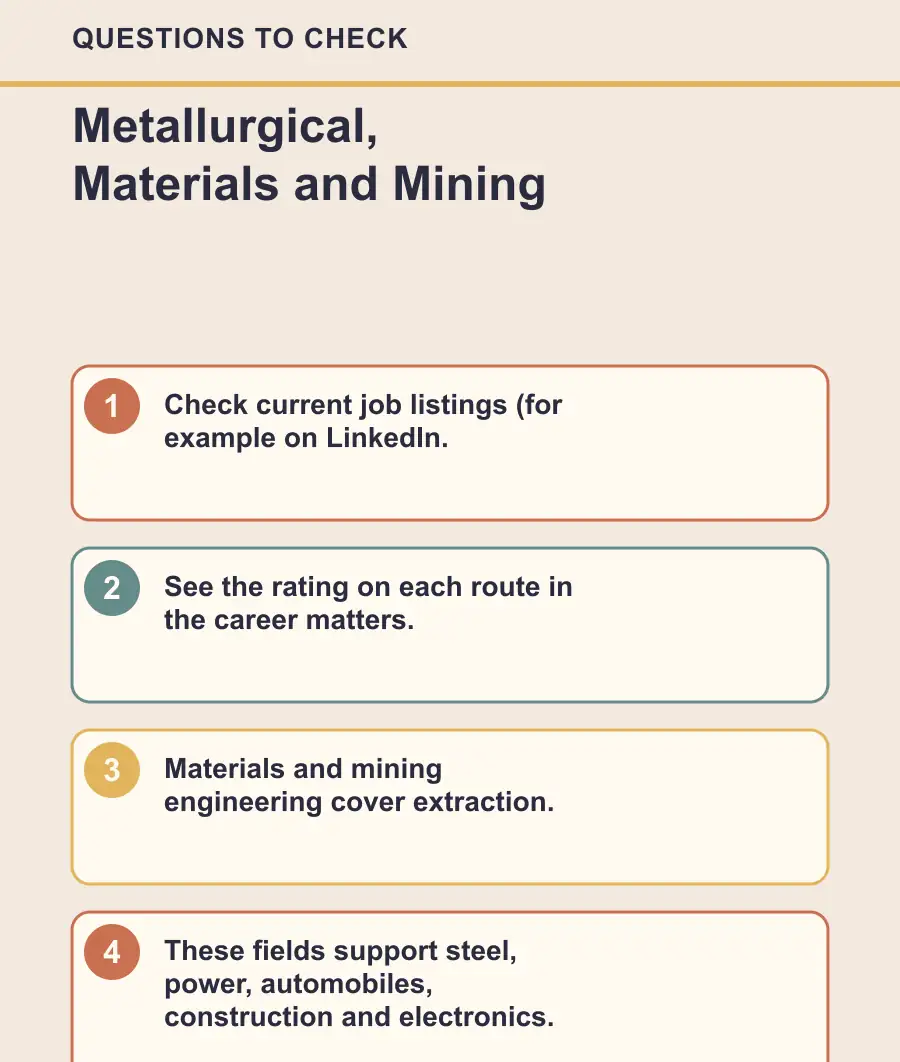 QUESTIONS TO CHECK
Metallurgical,
Materials and Mining
1
Check current job listings (for
example on LinkedIn.
2
See the rating on each route in
the career matters.
3
Materials and mining
engineering cover extraction.
4
These fields support steel,
power, automobiles,
construction and electronics.